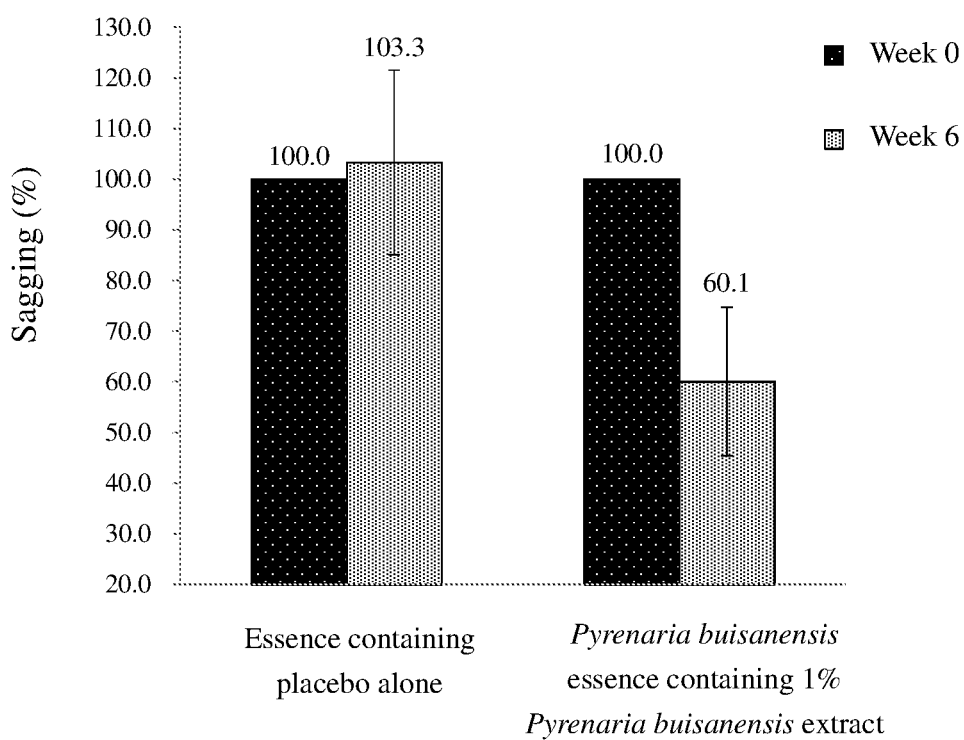 130.0
120.0
110.0
100.0
90.0
80.0
70.0
60.0
50.0
40.0
30.0
20.0
Sagging (%)
100.0
103.3
100.0
60.1
Week 0
Week 6
Essence containing
placebo alone
Pyrenaria buisanensis
essence containing 1%
Pyrenaria buisanensis extract